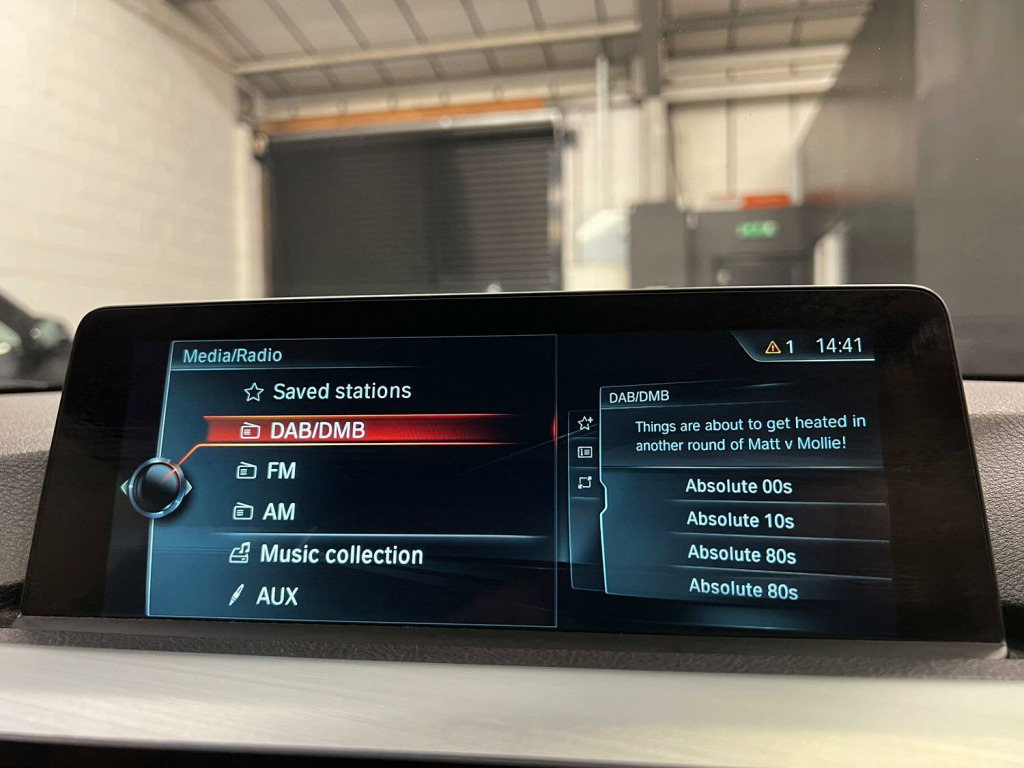 Media/Radio
Saved stations
DAB/DMB
FM
AM
Music collection
AUX
1 14:41
DAB/DMB
Things are about to get heated in
another round of Matt v Mollie!
Absolute 00s
Absolute 10s
Absolute 80s
Absolute 80s